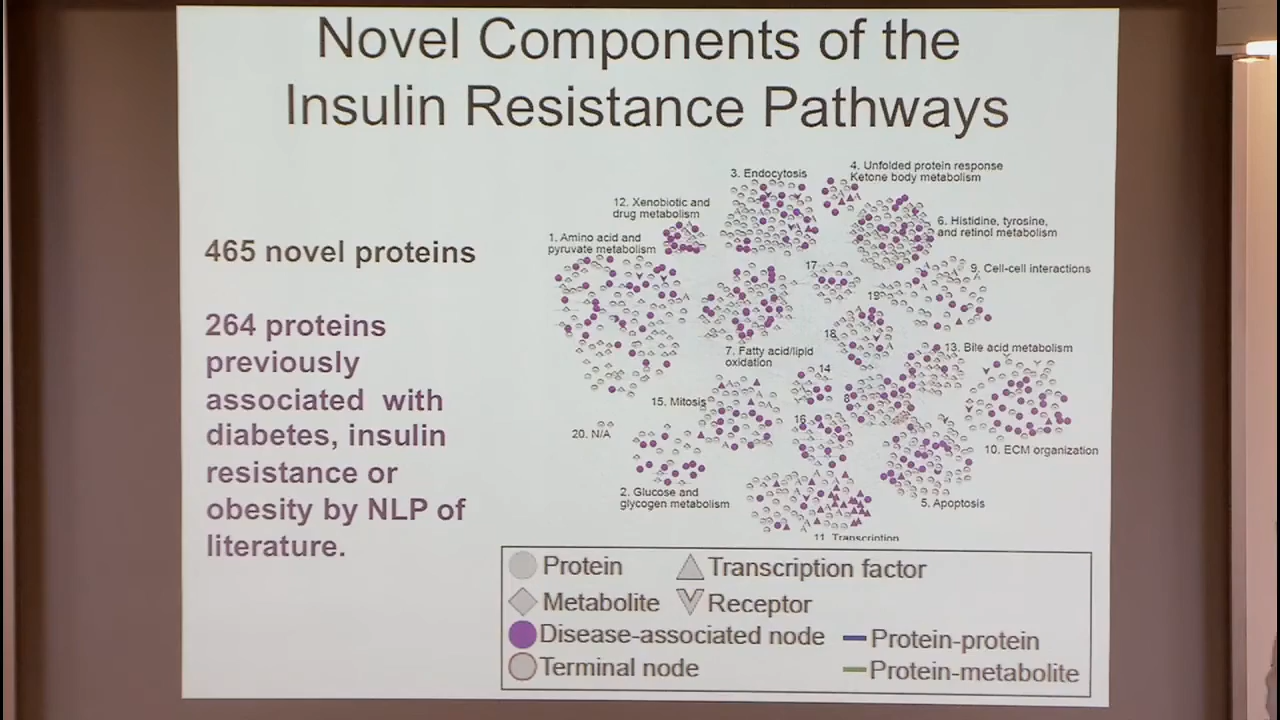 Novel Components of the
Insulin Resistance Pathways
465 novel proteins
264 proteins
previously
associated with
diabetes, insulin
resistance or
obesity by NLP of
literature.
3. Endocytosis
4. Unfolded protein response
Ketone body metabolism
12. Xenobiotic and
drug metabolism
6. Histidine, tyrosine,
and retinol metabolism
1. Amino acid and
pyruvate metabolism
17
9. Cell-cell interactions
19
18
7. Fatty acid/lipid
oxidation
13. Bile acid metabolism
14
15. Mitosis
8
16
20. N/A
10. ECM organization
2. Glucose and
glycogen metabolism
5. Apoptosis
11 Transcription
Protein
Transcription factor
Metabolite
Receptor
Disease-associated node
Protein-protein
Terminal node
Protein-metabolite